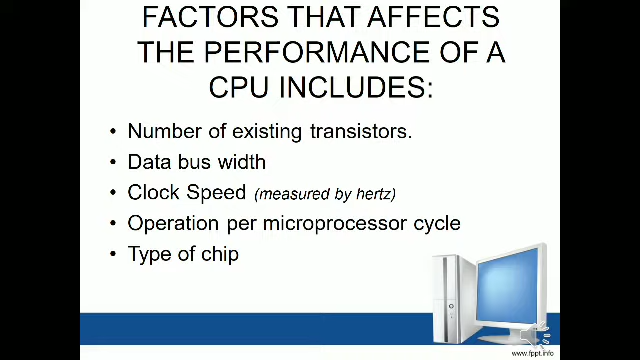 FACTORS THAT AFFECTS
THE PERFORMANCE OF A
CPU INCLUDES:
• Number of existing transistors.
• Data bus width
• Clock Speed (measured by hertz)
• Operation per microprocessor cycle
• Type of chip
www.fppt.info